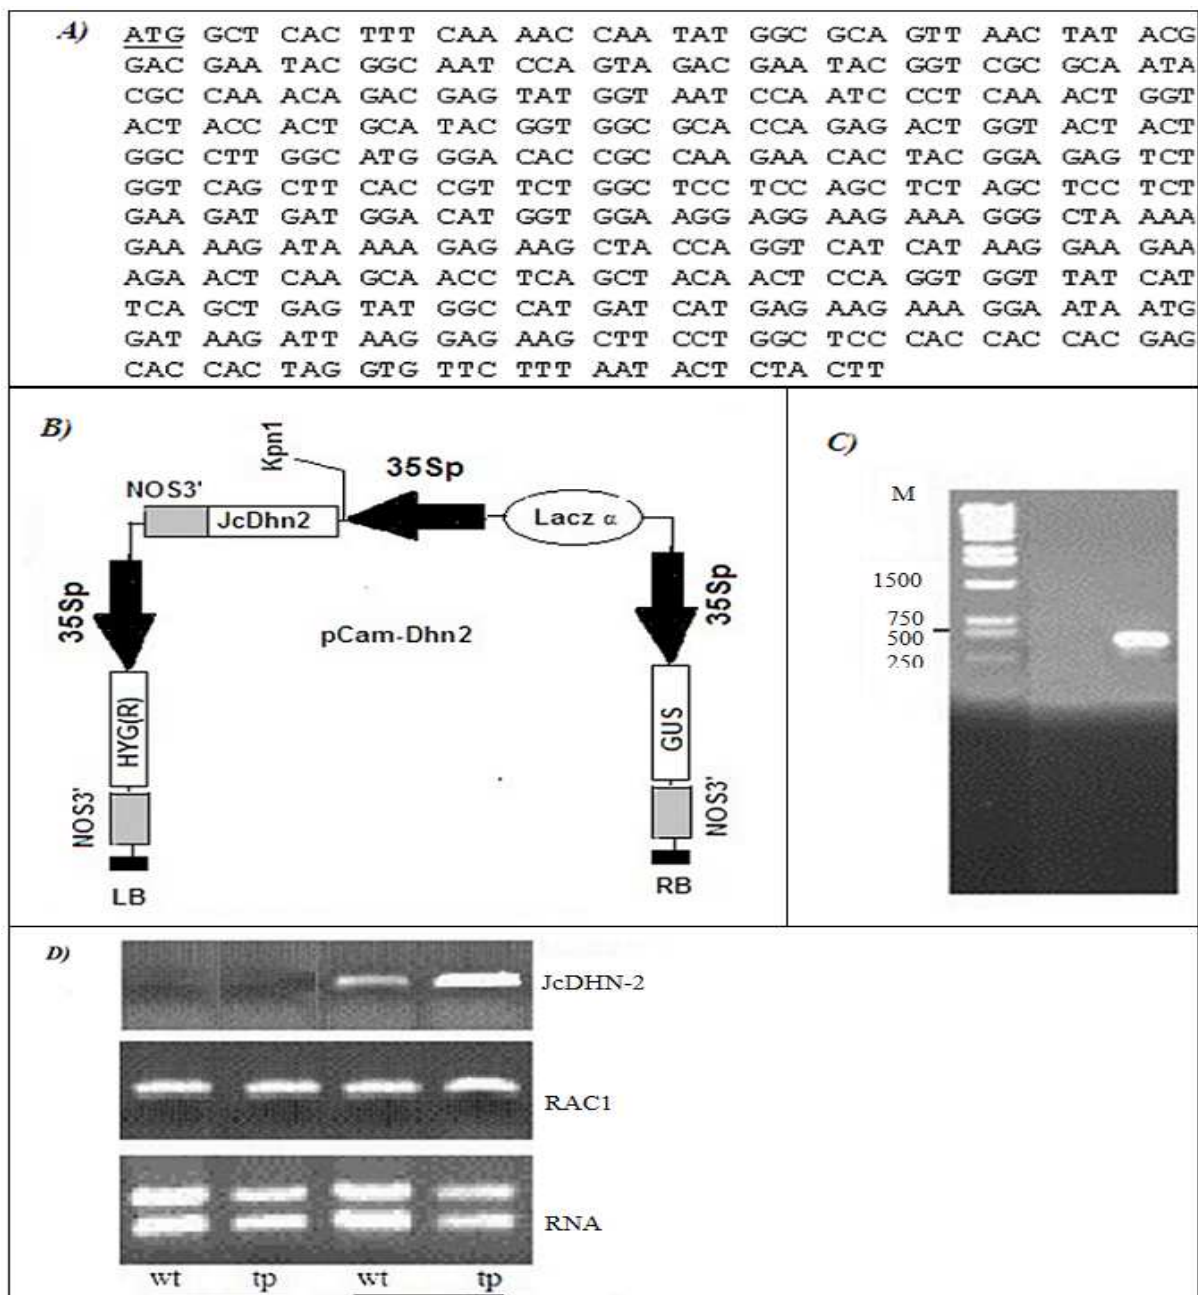 A)
ATG GCT CAC TTT CAA AAC CAA TAT GGC GCA GTT AAC TAT ACG
GAC GAA TAC GGC AAT CCA GTA GAC GAA TAC GGT CGC GCA ATA
CGC CAA ACA GAC GAG TAT GGT AAT CCA ATC CCT CAA ACT GGT
ACT ACC ACT GCA TAC GGT GGC GCA CCA GAG ACT GGT ACT ACT
GGC CTT GGC ATG GGA CAC CGC CAA GAA CAC TAC GGA GAG TCT
GGT CAG CTT CAC CGT TCT GGC TCC TCC AGC TCT AGC TCC TCT
GAA GAT GAT GGA CAT GGT GGA AGG AGG AAG AAA GGG CTA AAA
GAA AAG ATA AAA GAG AAG CTA CCA GGT CAT CAT AAG GAA GAA
AGA ACT CAA GCA ACC TCA GCT ACA ACT CCA GGT GGT TAT CAT
TCA GCT GAG TAT GGC CAT GAT CAT GAG AAG AAA GGA ATA ATG
GAT AAG ATT AAG GAG AAG CTT CCT GGC TCC CAC CAC CAC GAG
CAC CAC TAG GTG TTC TTT AAT ACT CTA CTT
B)
Kpn1
35Sp
NOS3'
JcDhn2
Lacz α
35Sp
35Sp
pCam-Dhn2
HYG(R)
GUS
NOS3'
NOS3'
LB
RB
C)
M
1500
750
500
250
D)
JcDHN-2
RAC1
RNA
wt tp wt tp